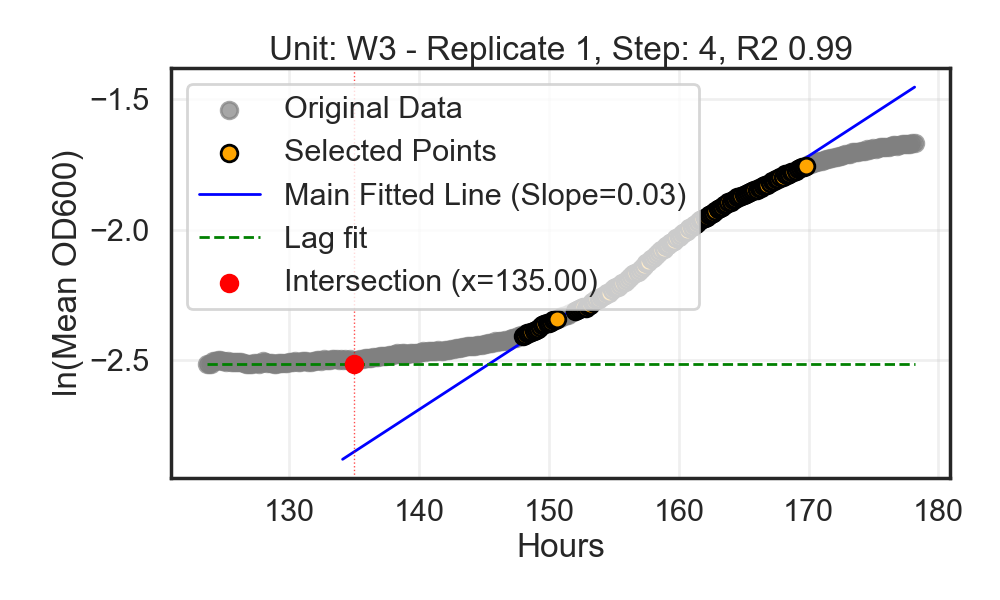 Unit: W3 - Replicate 1, Step: 4, R2 0.99
Original Data
Selected Points
Main Fitted Line (Slope=0.03)
Lag fit
Intersection (x=135.00)
ln(Mean OD600)
−1.5
−2.0
−2.5
130 140 150 160 170 180
Hours